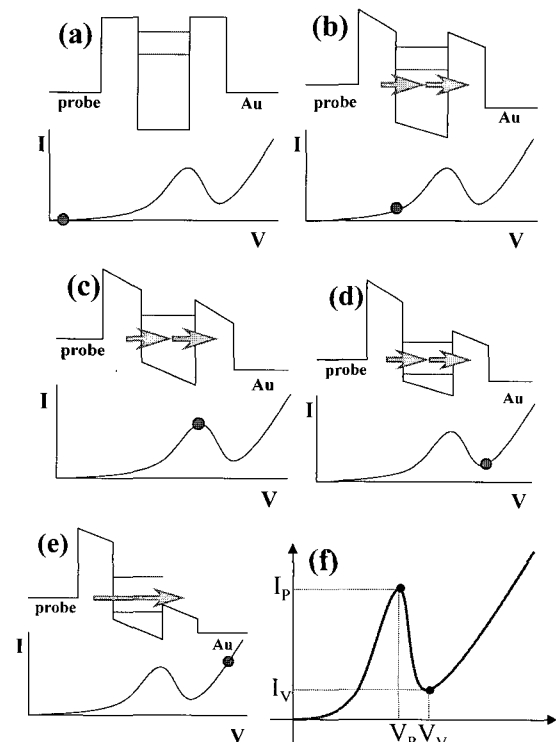 (a)
probe
Au
I
V
(b)
probe
Au
I
V
(c)
probe
Au
I
V
(d)
probe
Au
I
V
(e)
probe
Au
I
V
(f)
I_P
I_V
V_P V_V